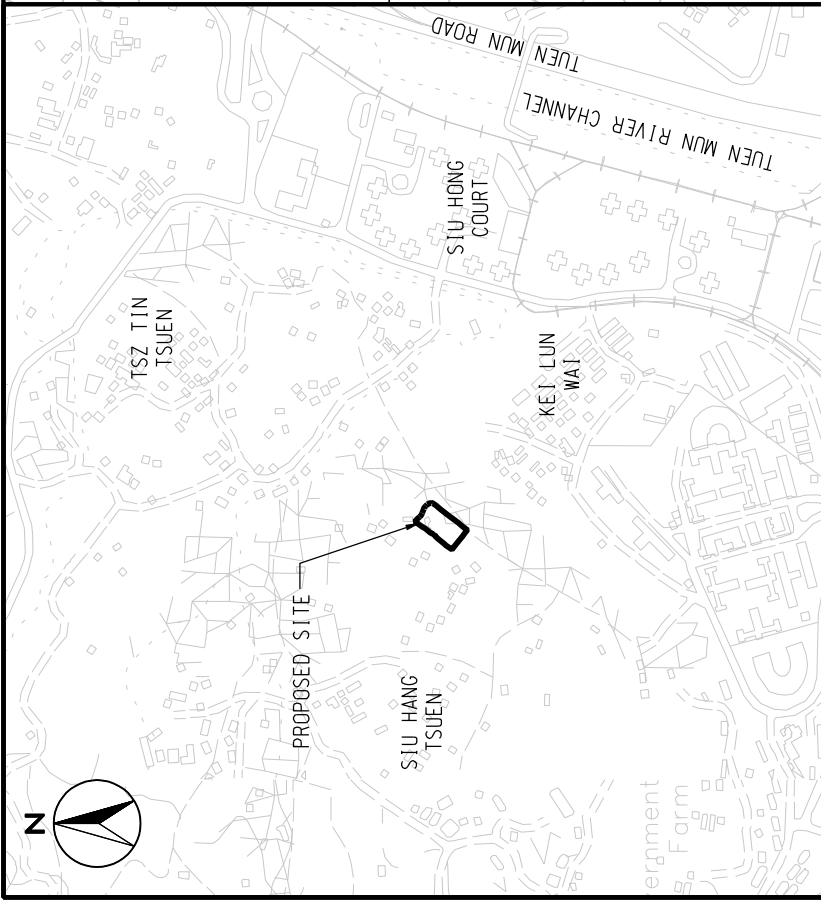 TUEN MUN ROAD
TUEN MUN RIVER CHANNEL
SIU HONG
COURT
TSZ TIN
TSUEN
KEI LUN
WAI
PROPOSED SITE
SIU HANG
TSUEN
N
ernment
Farm